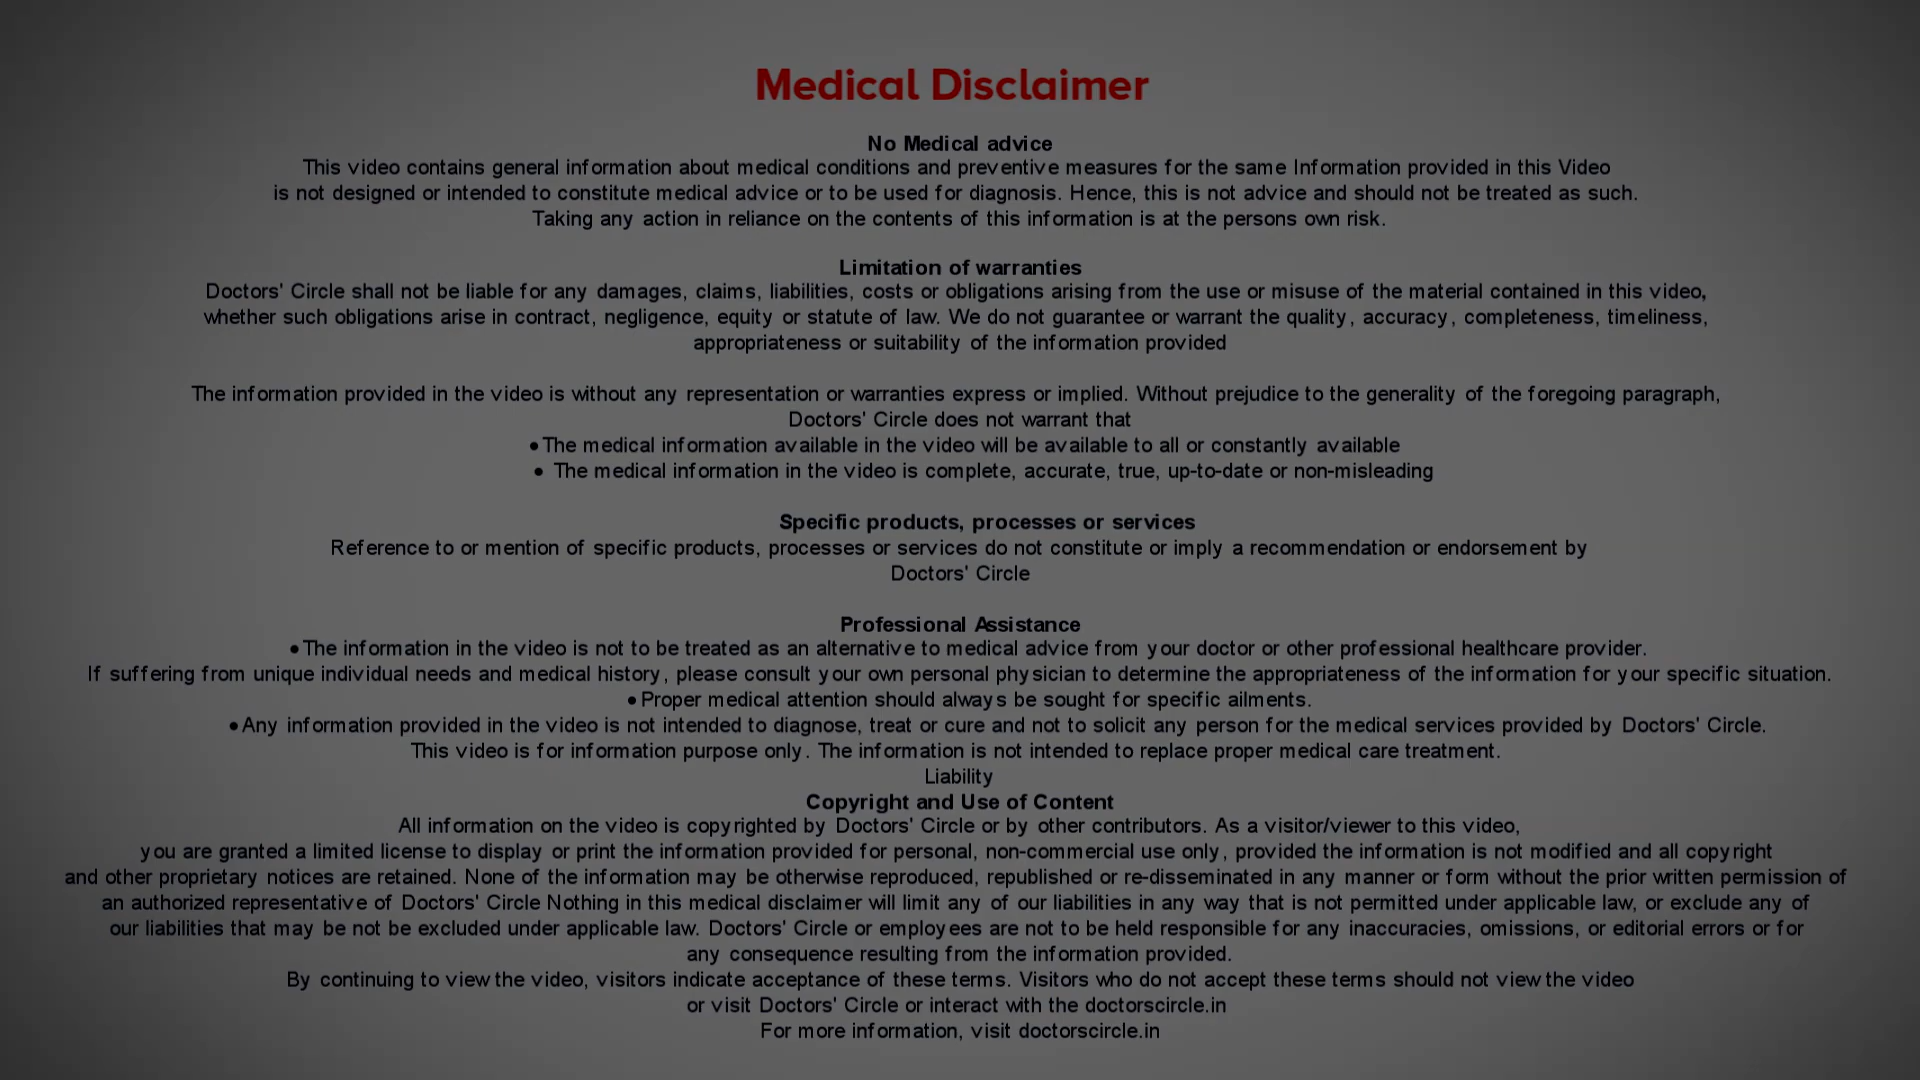 Medical Disclaimer
No Medical advice
This video contains general information about medical conditions and preventive measures for the same Information provided in this Video
is not designed or intended to constitute medical advice or to be used for diagnosis. Hence, this is not advice and should not be treated as such.
Taking any action in reliance on the contents of this information is at the persons own risk.
Limitation of warranties
Doctors' Circle shall not be liable for any damages, claims, liabilities, costs or obligations arising from the use or misuse of the material contained in this video,
whether such obligations arise in contract, negligence, equity or statute of law. We do not guarantee or warrant the quality, accuracy, completeness, timeliness,
appropriateness or suitability of the information provided
The information provided in the video is without any representation or warranties express or implied. Without prejudice to the generality of the foregoing paragraph,
Doctors' Circle does not warrant that
•The medical information available in the video will be available to all or constantly available
• The medical information in the video is complete, accurate, true, up-to-date or non-misleading
Specific products, processes or services
Reference to or mention of specific products, processes or services do not constitute or imply a recommendation or endorsement by
Doctors' Circle
Professional Assistance
•The information in the video is not to be treated as an alternative to medical advice from your doctor or other professional healthcare provider.
If suffering from unique individual needs and medical history, please consult your own personal physician to determine the appropriateness of the information for your specific situation.
•Proper medical attention should always be sought for specific ailments.
•Any information provided in the video is not intended to diagnose, treat or cure and not to solicit any person for the medical services provided by Doctors' Circle.
This video is for information purpose only. The information is not intended to replace proper medical care treatment.
Liability
Copyright and Use of Content
All information on the video is copyrighted by Doctors' Circle or by other contributors. As a visitor/viewer to this video,
you are granted a limited license to display or print the information provided for personal, non-commercial use only, provided the information is not modified and all copyright
and other proprietary notices are retained. None of the information may be otherwise reproduced, republished or re-disseminated in any manner or form without the prior written permission of
an authorized representative of Doctors' Circle Nothing in this medical disclaimer will limit any of our liabilities in any way that is not permitted under applicable law, or exclude any of
our liabilities that may be not be excluded under applicable law. Doctors' Circle or employees are not to be held responsible for any inaccuracies, omissions, or editorial errors or for
any consequence resulting from the information provided.
By continuing to view the video, visitors indicate acceptance of these terms. Visitors who do not accept these terms should not view the video
or visit Doctors' Circle or interact with the doctorscircle.in
For more information, visit doctorscircle.in